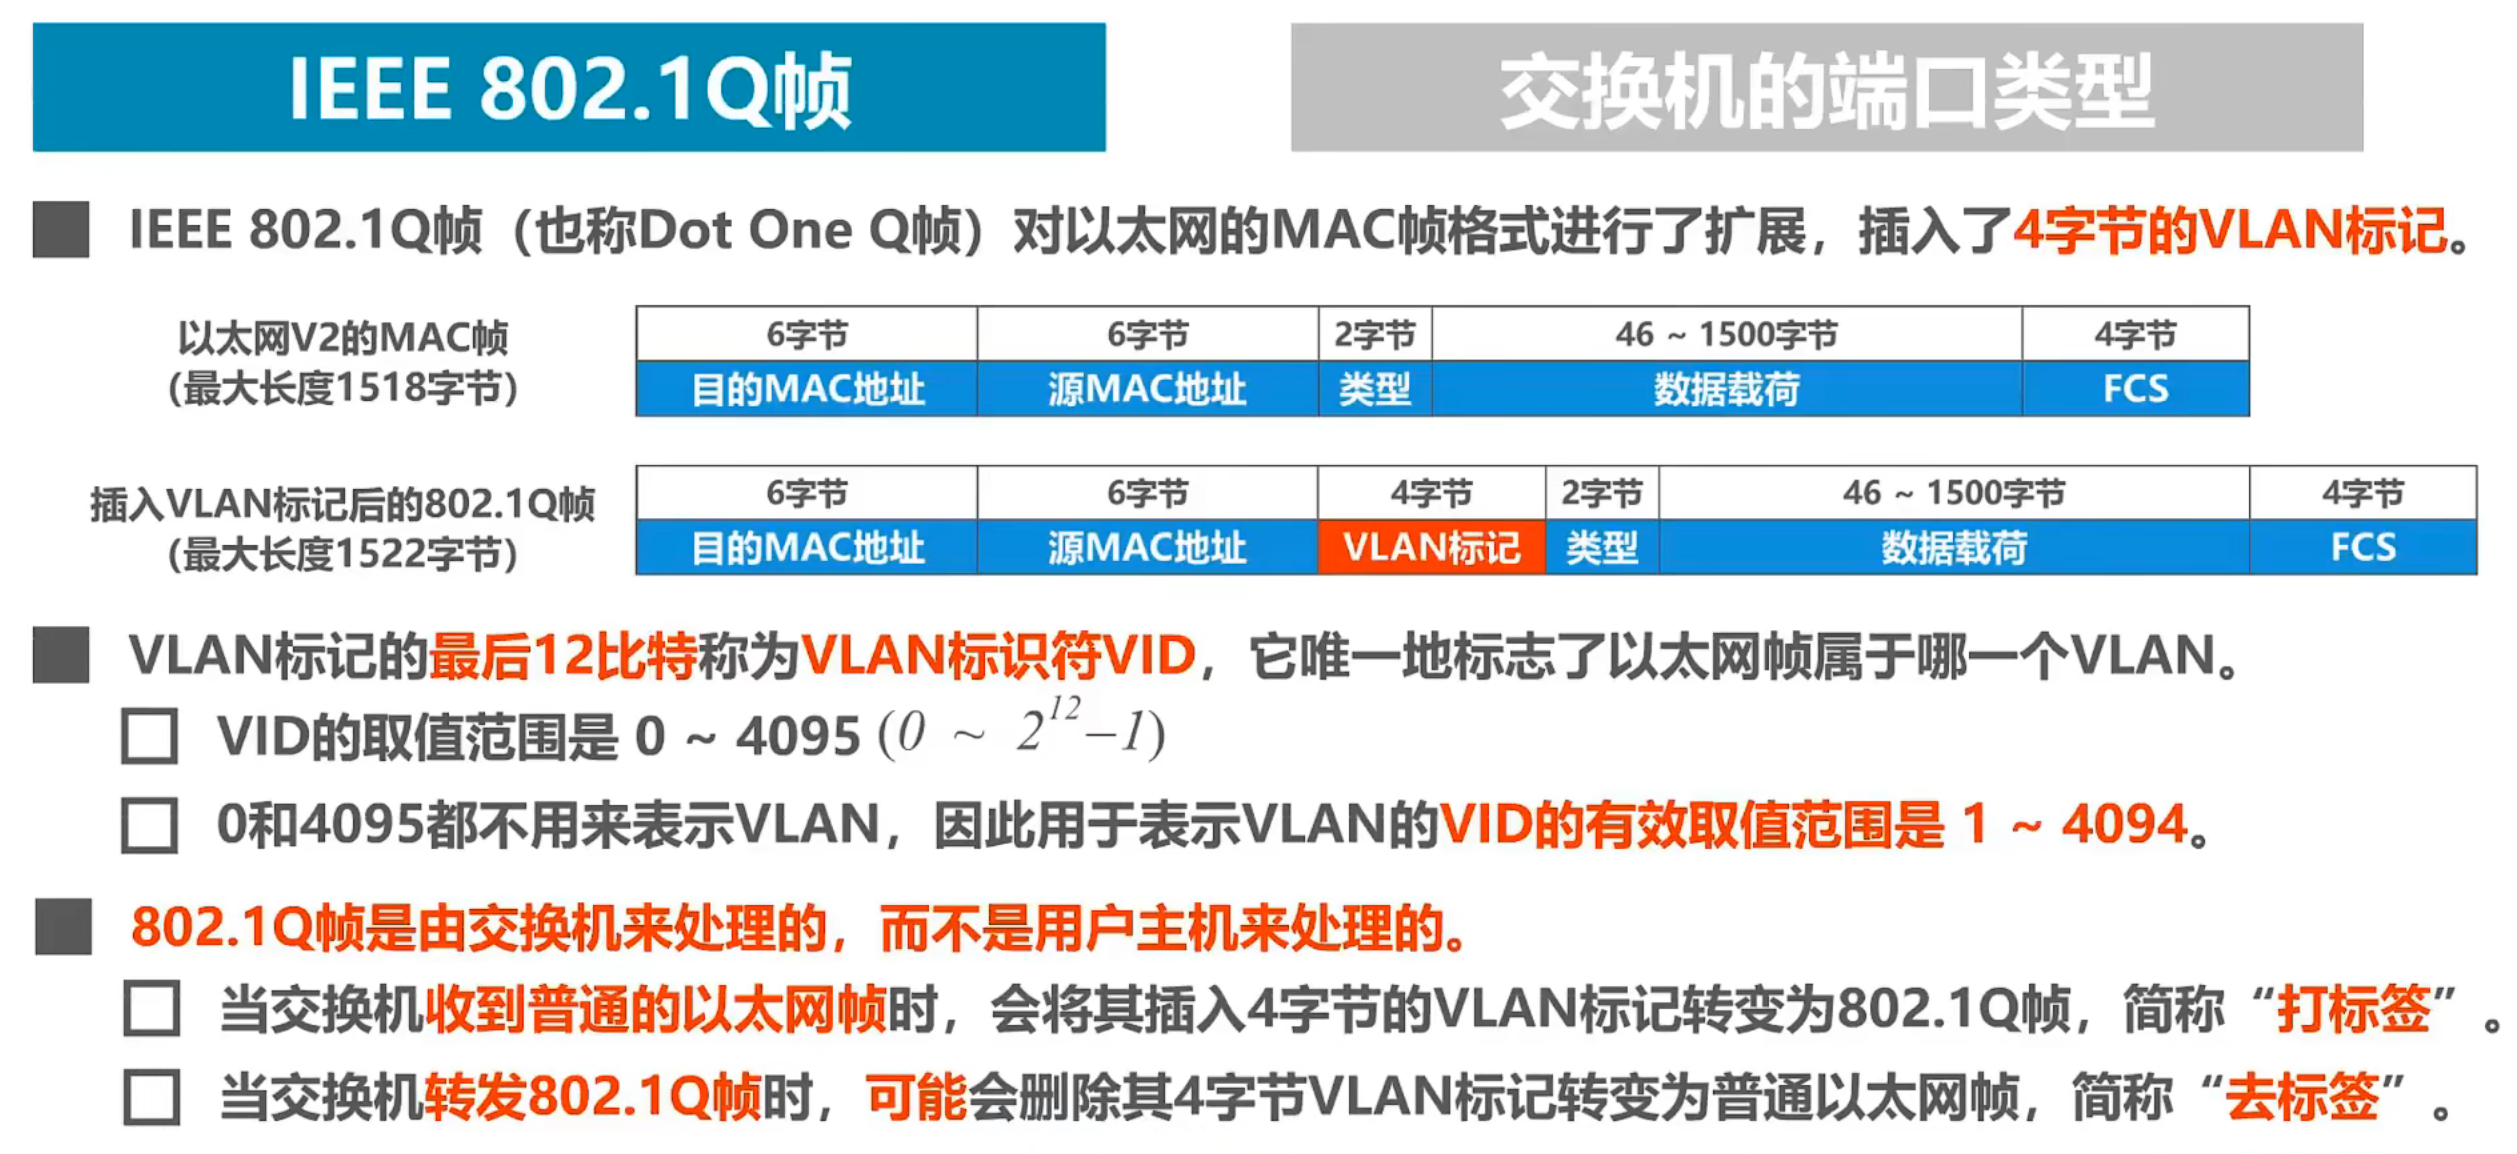 IEEE 802.1Q帧
交换机的端口类型
IEEE 802.1Q帧（也称Dot One Q帧）对以太网的MAC帧格式进行了扩展，插入了4字节的VLAN标记。
以太网V2的MAC帧
（最大长度1518字节）
6字节 6字节 2字节 46 ~ 1500字节 4字节
目的MAC地址 源MAC地址 类型 数据载荷 FCS
插入VLAN标记后的802.1Q帧
（最大长度1522字节）
6字节 6字节 4字节 2字节 46 ~ 1500字节 4字节
目的MAC地址 源MAC地址 VLAN标记 类型 数据载荷 FCS
VLAN标记的最后12比特称为VLAN标识符VID，它唯一地标志了以太网帧属于哪一个VLAN。
VID的取值范围是 0 ~ 4095 (0 ~ 2^12−1)
0和4095都不用来表示VLAN，因此用于表示VLAN的VID的有效取值范围是 1 ~ 4094。
802.1Q帧是由交换机来处理的，而不是用户主机来处理的。
当交换机收到普通的以太网帧时，会将其插入4字节的VLAN标记转变为802.1Q帧，简称“打标签”。
当交换机转发802.1Q帧时，可能会删除其4字节VLAN标记转变为普通以太网帧，简称“去标签”。